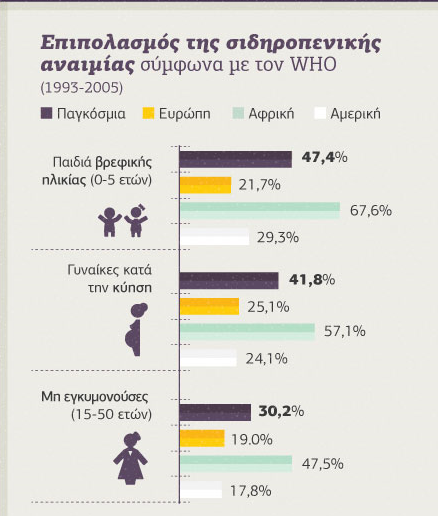 Επιπολασμός της σιδηροπενικής
αναιμίας σύμφωνα με τον WHO
(1993-2005)
Παγκόσμια Ευρώπη Αφρική Αμερική
Παιδιά βρεφικής
ηλικίας (0-5 ετών)
47,4%
21,7%
67,6%
29,3%
Γυναίκες κατά
την κύηση
41,8%
25,1%
57,1%
24,1%
Μη εγκυμονούσες
(15-50 ετών)
30,2%
19.0%
47,5%
17,8%